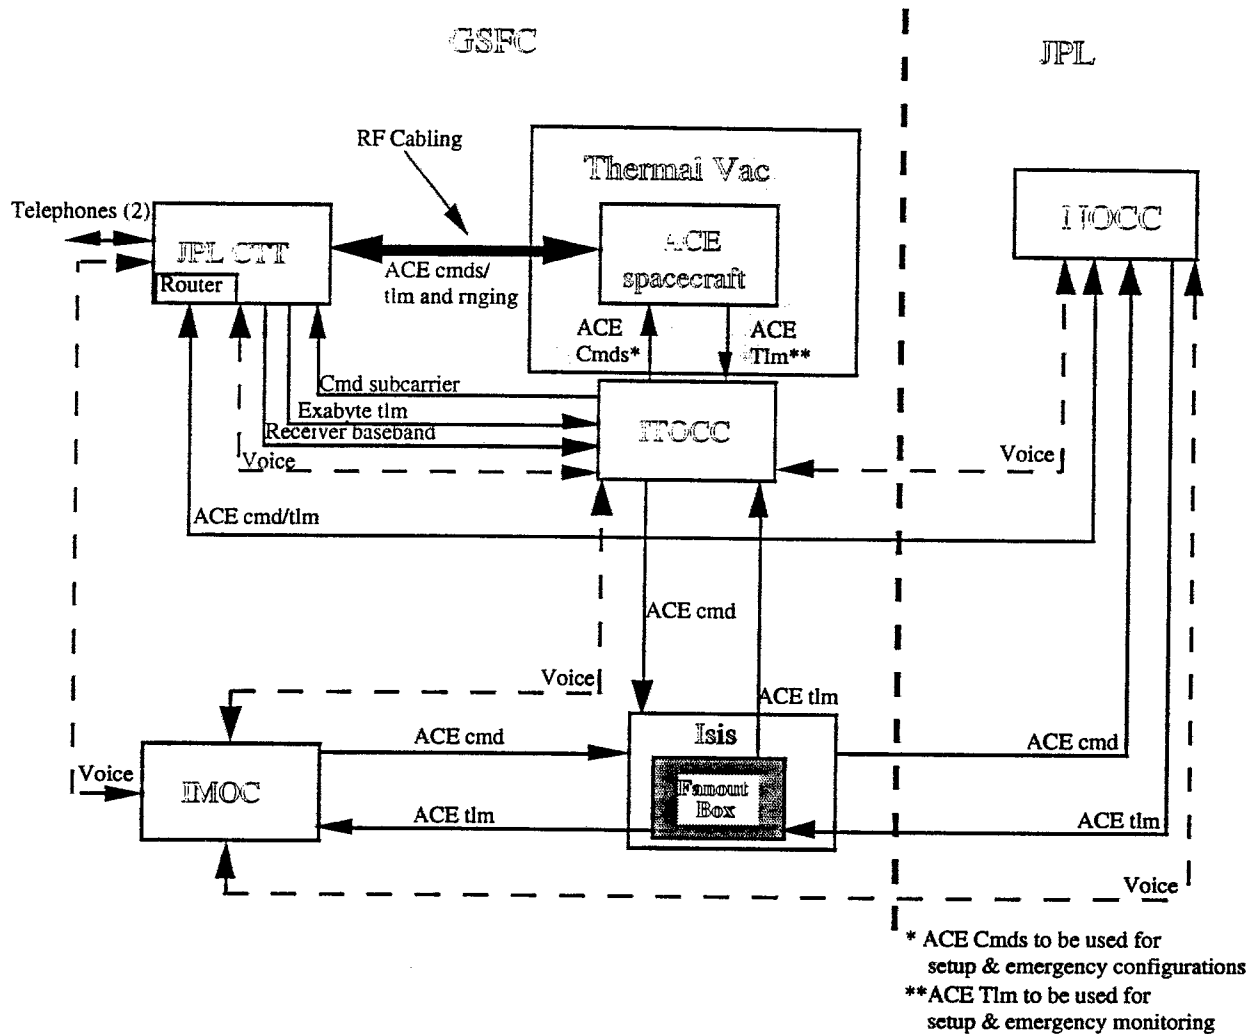 GSFC
JPL
RF Cabling
Thermal Vac
NOCC
Telephones (2)
JPL CTT
ACE
spacecraft
Router
ACE cmds/
tlm and rnging
ACE
Cmds*
ACE
Tlm**
Cmd subcarrier
Exabyte tlm
Receiver baseband
Voice
ITOCC
Voice
ACE cmd/tlm
ACE cmd
Voice
ACE tlm
Isis
ACE cmd
ACE cmd
Voice
IMOC
Fanout
Box
ACE tlm
ACE tlm
Voice
* ACE Cmds to be used for
setup & emergency configurations
**ACE Tlm to be used for
setup & emergency monitoring